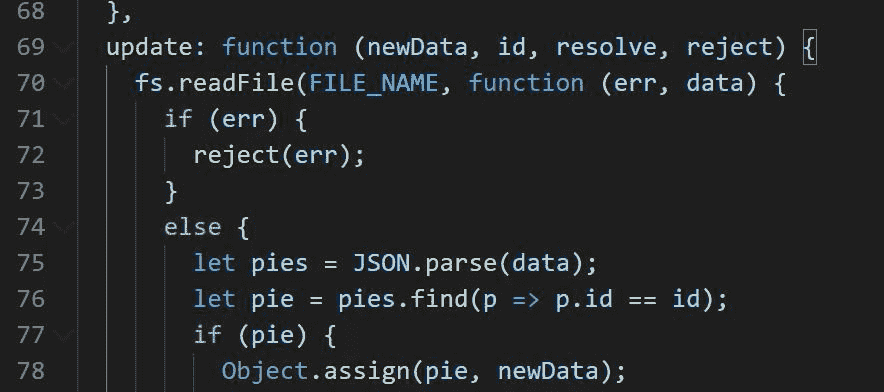 68 },
69 update: function (newData, id, resolve, reject) {
70 fs.readFile(FILE_NAME, function (err, data) {
71 if (err) {
72 reject(err);
73 }
74 else {
75 let pies = JSON.parse(data);
76 let pie = pies.find(p => p.id == id);
77 if (pie) {
78 Object.assign(pie, newData);